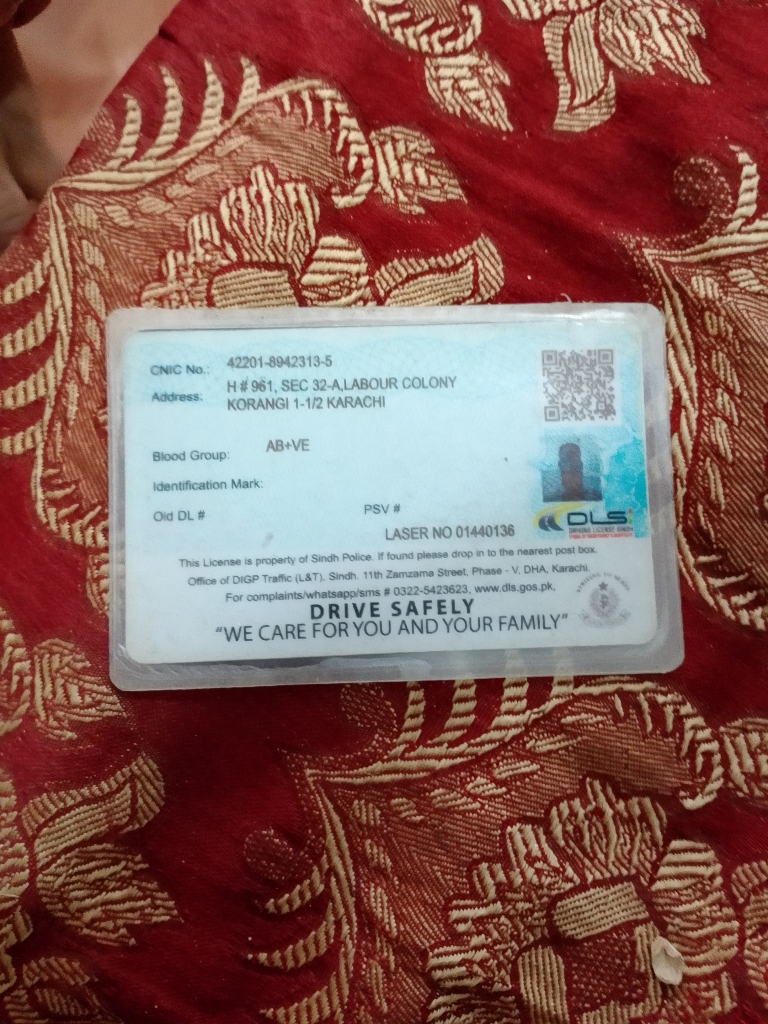 CNIC No.: 42201-8942313-5
Address: H # 961, SEC 32-A,LABOUR COLONY
KORANGI 1-1/2 KARACHI
Blood Group: AB+VE
Identification Mark:
Old DL # PSV #
DLS
DRIVING LICENSE SINDH
LASER NO 01440136
This License is property of Sindh Police. If found please drop in to the nearest post box.
Office of DIGP Traffic (L&T), Sindh. 11th Zamzama Street, Phase - V, DHA, Karachi.
For complaints/whatsapp/sms # 0322-5423623, www.dls.gos.pk,
DRIVE SAFELY
“WE CARE FOR YOU AND YOUR FAMILY”